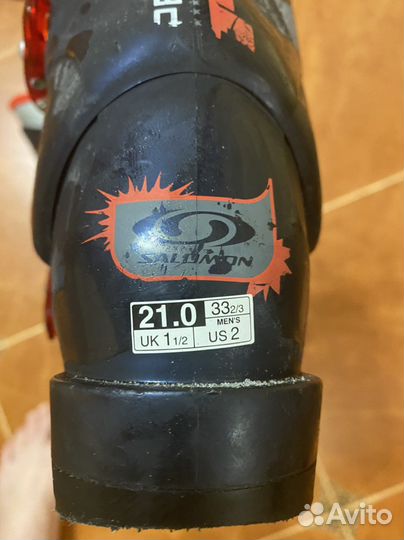 SALOMON
21.0 33 2/3
MEN'S
UK 1 1/2 US 2
Avito